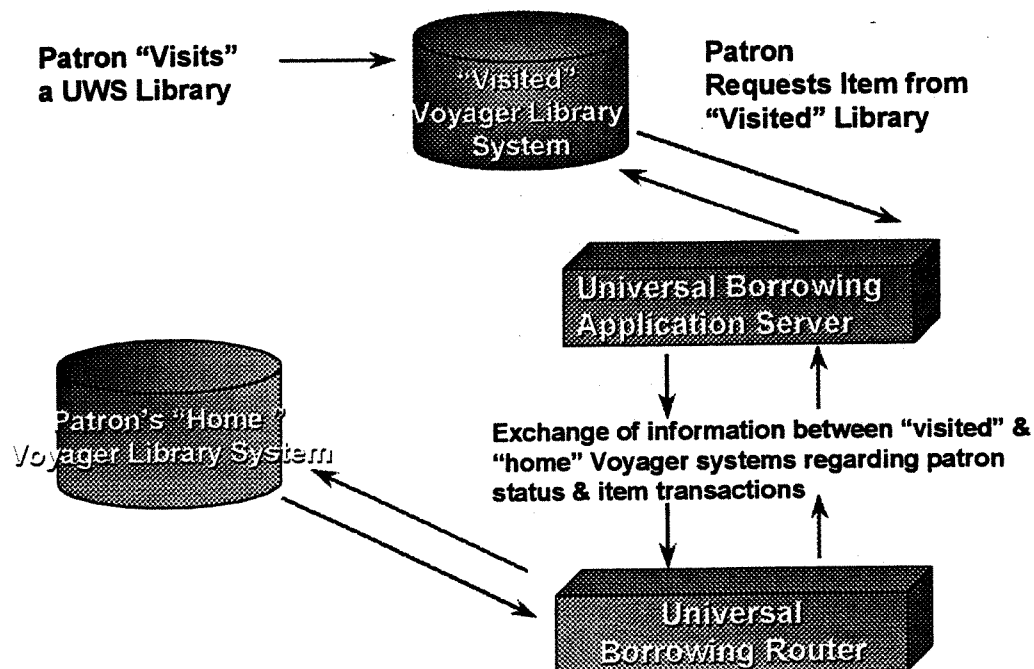 Patron “Visits”
a UWS Library
“Visited”
Voyager Library
System
Patron
Requests Item from
“Visited” Library
Universal Borrowing
Application Server
Patron's “Home ”
Voyager Library System
Exchange of information between “visited” &
“home” Voyager systems regarding patron
status & item transactions
Universal
Borrowing Router